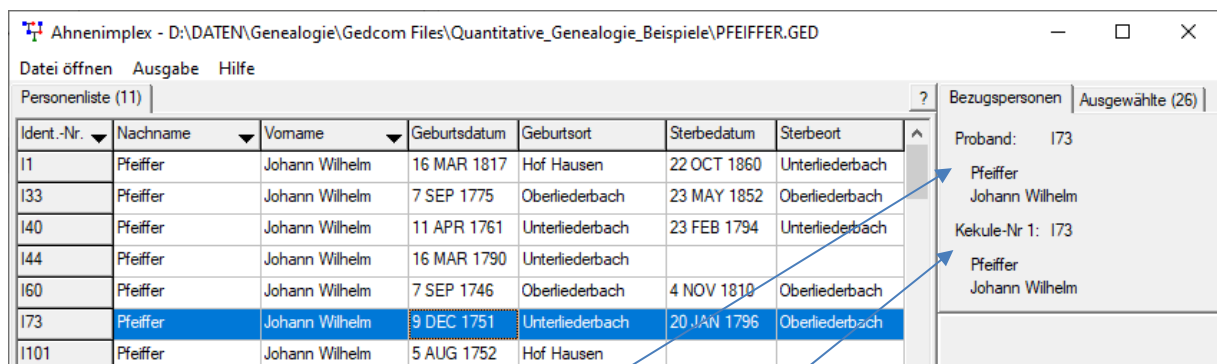 Ahnenimplex - D:\DATEN\Genealogie\Gedcom Files\Quantitative_Genealogie_Beispiele\PFEIFFER.GED
Datei öffnen Ausgabe Hilfe
Personenliste (11) ? Bezugspersonen Ausgewählte (26)
Ident.-Nr. Nachname Vorname Geburtsdatum Geburtsort Sterbedatum Sterbeort
Proband: I73
I1 Pfeiffer Johann Wilhelm 16 MAR 1817 Hof Hausen 22 OCT 1860 Unterliederbach
Pfeiffer
I33 Pfeiffer Johann Wilhelm 7 SEP 1775 Oberliederbach 23 MAY 1852 Oberliederbach
Johann Wilhelm
I40 Pfeiffer Johann Wilhelm 11 APR 1761 Unterliederbach 23 FEB 1794 Unterliederbach
Kekule-Nr 1: I73
I44 Pfeiffer Johann Wilhelm 16 MAR 1790 Unterliederbach
Pfeiffer
I60 Pfeiffer Johann Wilhelm 7 SEP 1746 Oberliederbach 4 NOV 1810 Oberliederbach
Johann Wilhelm
I73 Pfeiffer Johann Wilhelm 9 DEC 1751 Unterliederbach 20 JAN 1796 Oberliederbach
I101 Pfeiffer Johann Wilhelm 5 AUG 1752 Hof Hausen